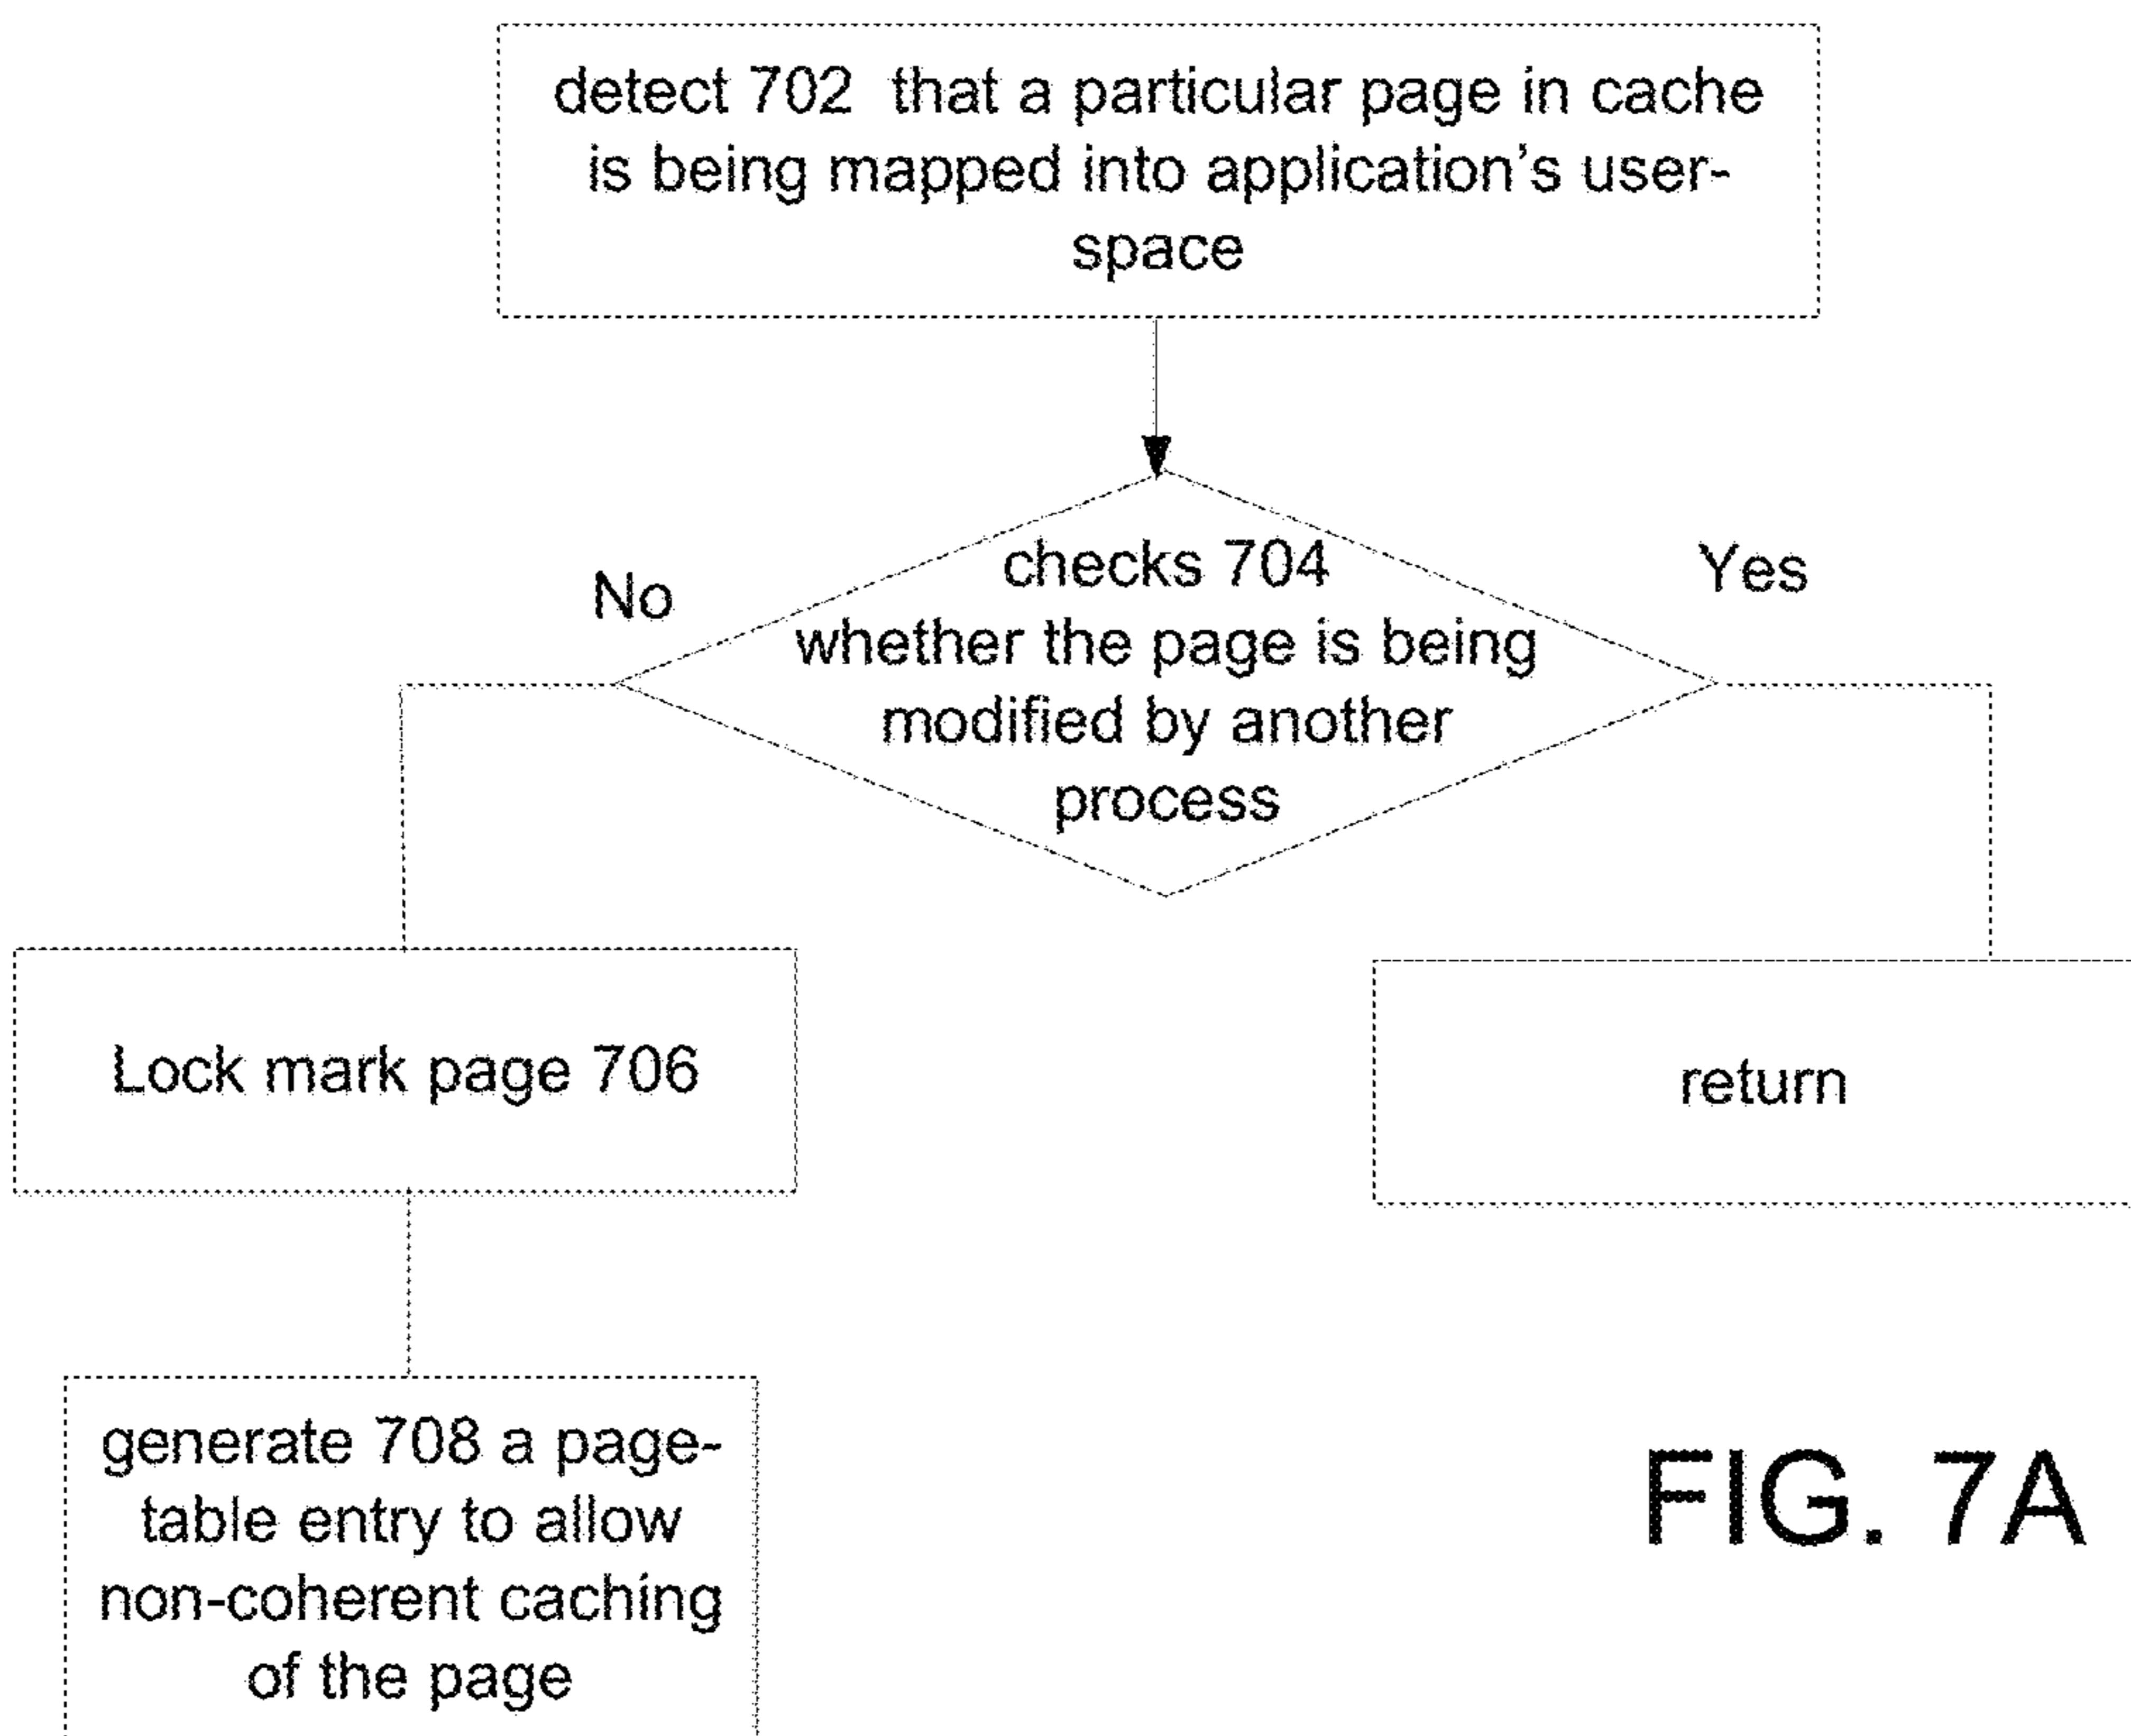 detect 702 that a particular page in cache
is being mapped into application's user-
space
checks 704
whether the page is being
modified by another
process
No
Yes
Lock mark page 706
return
generate 708 a page-
table entry to allow
non-coherent caching
of the page
FIG. 7A